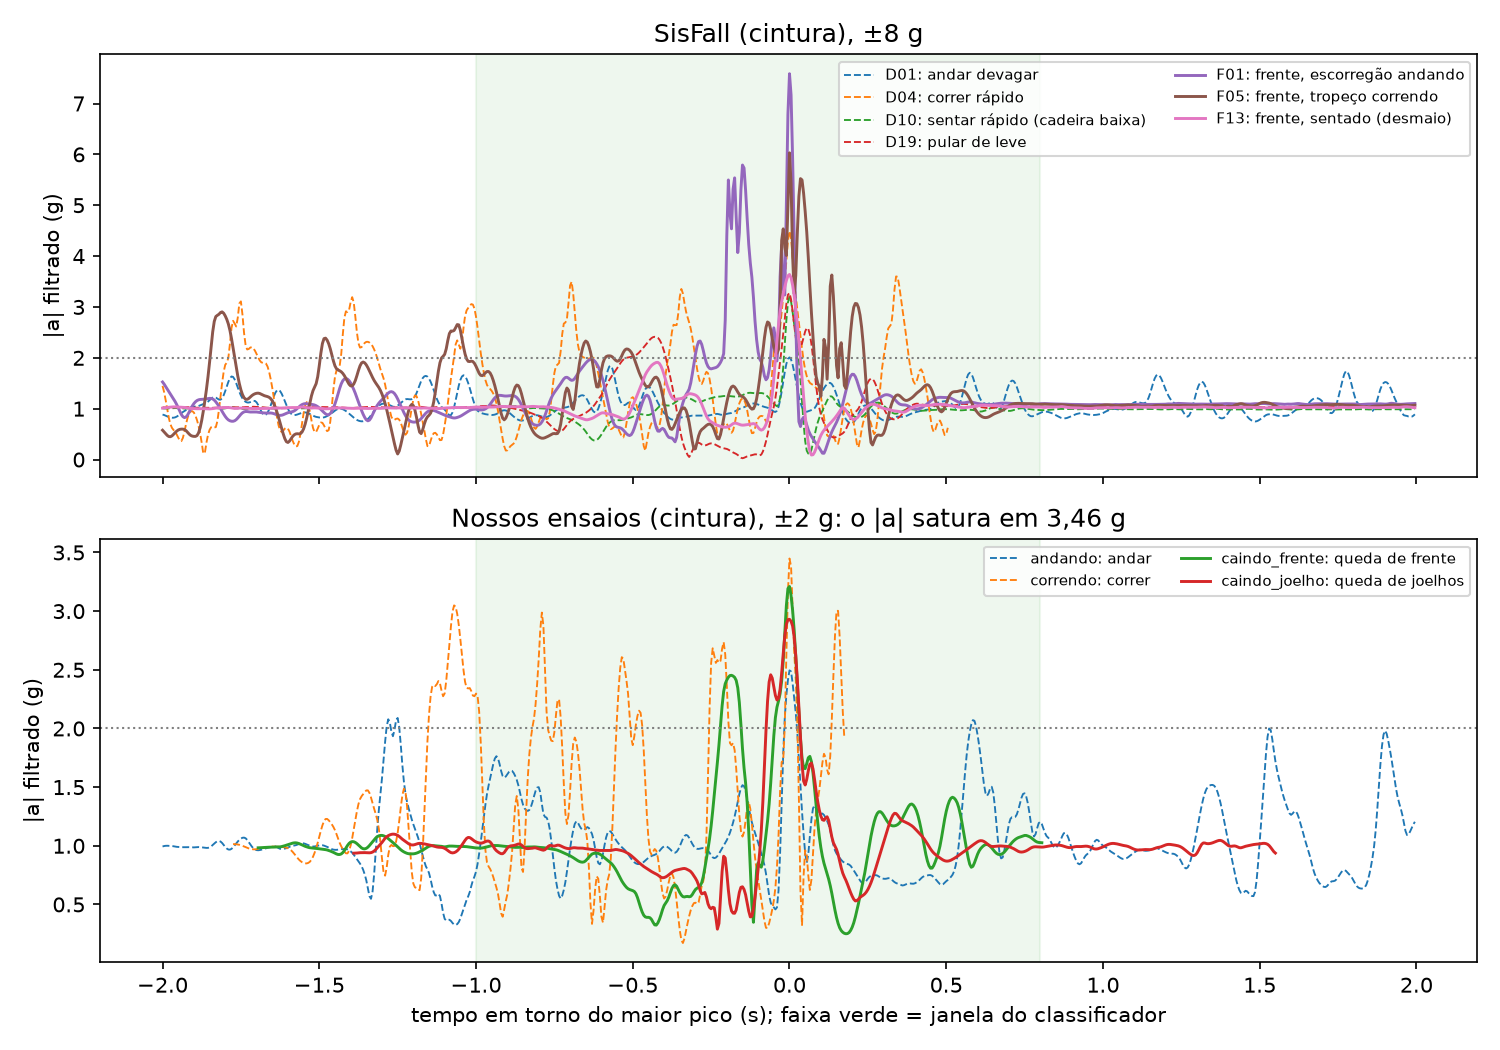 SisFall (cintura), ±8 g
|a| filtrado (g)
7
6
5
4
3
2
1
0
D01: andar devagar
D04: correr rápido
D10: sentar rápido (cadeira baixa)
D19: pular de leve
F01: frente, escorregão andando
F05: frente, tropeço correndo
F13: frente, sentado (desmaio)
Nossos ensaios (cintura), ±2 g: o |a| satura em 3,46 g
|a| filtrado (g)
3.5
3.0
2.5
2.0
1.5
1.0
0.5
andando: andar
correndo: correr
caindo_frente: queda de frente
caindo_joelho: queda de joelhos
−2.0 −1.5 −1.0 −0.5 0.0 0.5 1.0 1.5 2.0
tempo em torno do maior pico (s); faixa verde = janela do classificador